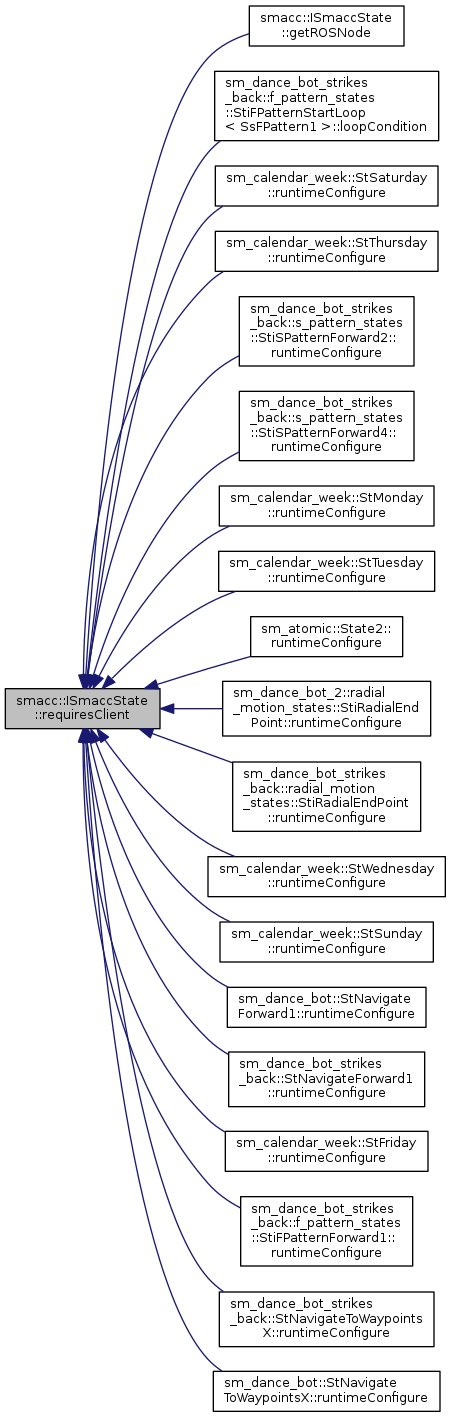 smacc::ISmaccState
::getROSNode
sm_dance_bot_strikes
_back::f_pattern_states
::StiFPatternStartLoop
< SsFPattern1 >::loopCondition
sm_calendar_week::StSaturday
::runtimeConfigure
sm_calendar_week::StThursday
::runtimeConfigure
sm_dance_bot_strikes
_back::s_pattern_states
::StiSPatternForward2::
runtimeConfigure
sm_dance_bot_strikes
_back::s_pattern_states
::StiSPatternForward4::
runtimeConfigure
sm_calendar_week::StMonday
::runtimeConfigure
sm_calendar_week::StTuesday
::runtimeConfigure
sm_atomic::State2::
runtimeConfigure
smacc::ISmaccState
::requiresClient
sm_dance_bot_2::radial
_motion_states::StiRadialEnd
Point::runtimeConfigure
sm_dance_bot_strikes
_back::radial_motion
_states::StiRadialEndPoint
::runtimeConfigure
sm_calendar_week::StWednesday
::runtimeConfigure
sm_calendar_week::StSunday
::runtimeConfigure
sm_dance_bot::StNavigate
Forward1::runtimeConfigure
sm_dance_bot_strikes
_back::StNavigateForward1
::runtimeConfigure
sm_calendar_week::StFriday
::runtimeConfigure
sm_dance_bot_strikes
_back::f_pattern_states
::StiFPatternForward1::
runtimeConfigure
sm_dance_bot_strikes
_back::StNavigateToWaypoints
X::runtimeConfigure
sm_dance_bot::StNavigate
ToWaypointsX::runtimeConfigure